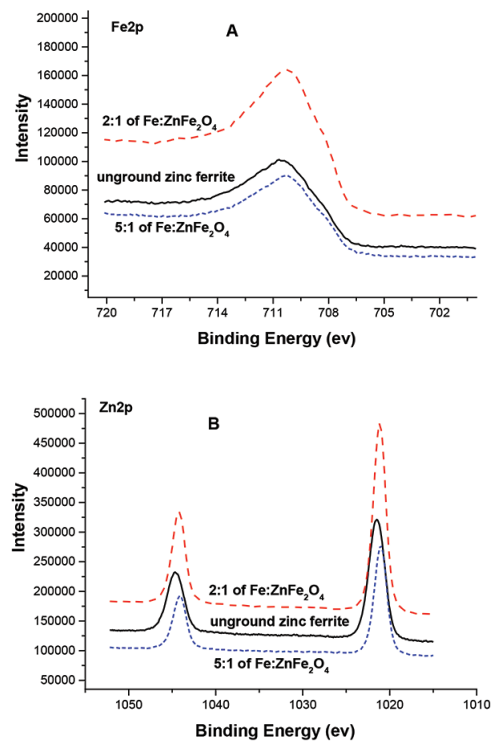 Fe2p
A
200000
180000
160000
140000
120000
100000
80000
60000
40000
20000
Intensity
2:1 of Fe:ZnFe₂O₄
unground zinc ferrite
5:1 of Fe:ZnFe₂O₄
720 717 714 711 708 705 702
Binding Energy (ev)
Zn2p
B
500000
450000
400000
350000
300000
250000
200000
150000
100000
50000
Intensity
2:1 of Fe:ZnFe₂O₄
unground zinc ferrite
5:1 of Fe:ZnFe₂O₄
1050 1040 1030 1020 1010
Binding Energy (ev)